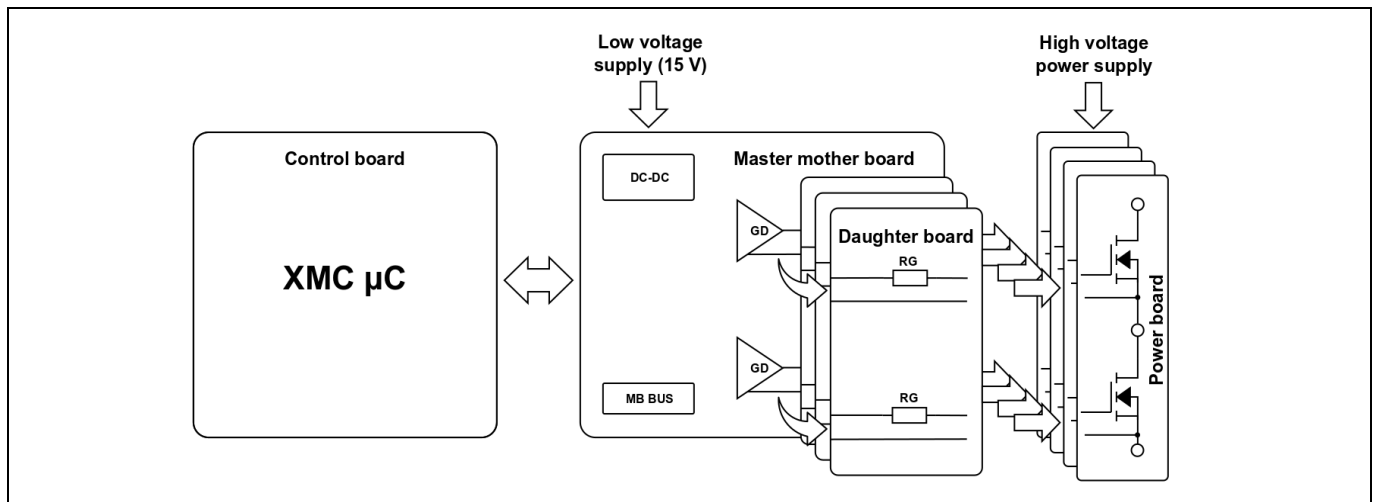 Low voltage
supply (15 V)
High voltage
power supply
Control board
XMC µC
Master mother board
DC-DC
GD
Daughter board
RG
GD
RG
MB BUS
Power board